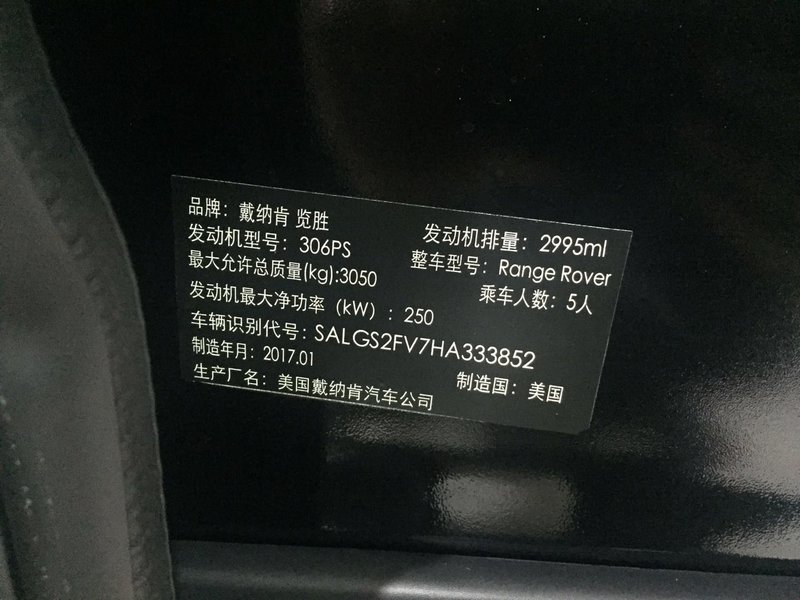 品牌：戴纳肯 览胜
发动机型号：306PS 发动机排量：2995ml
最大允许总质量(kg):3050 整车型号：Range Rover
发动机最大净功率（kW）：250 乘车人数：5人
车辆识别代号：SALGS2FV7HA333852
制造年月：2017.01 制造国：美国
生产厂名：美国戴纳肯汽车公司